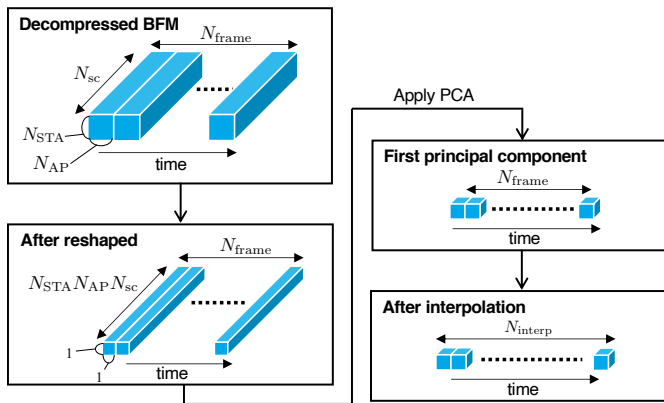 Decompressed BFM
N_frame
N_sc
N_STA
N_AP
time
After reshaped
N_frame
N_STA N_AP N_sc
1
1
time
Apply PCA
First principal component
N_frame
time
After interpolation
N_interp
time